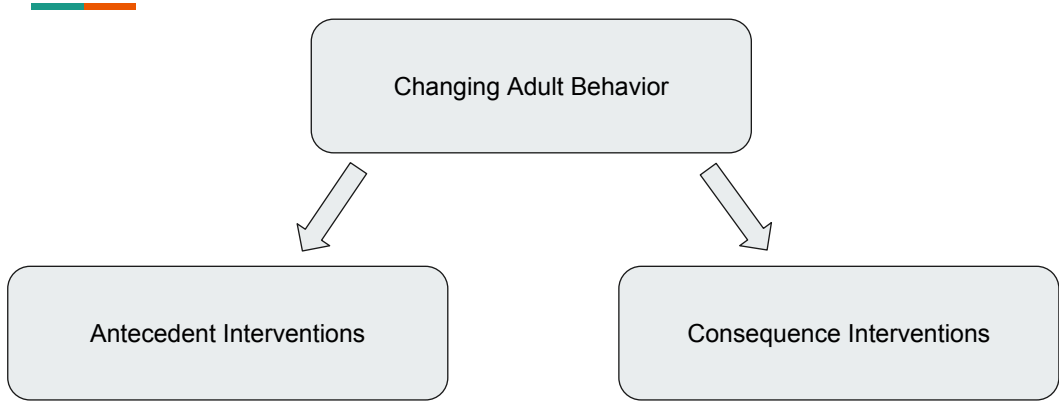 Changing Adult Behavior
Antecedent Interventions
Consequence Interventions